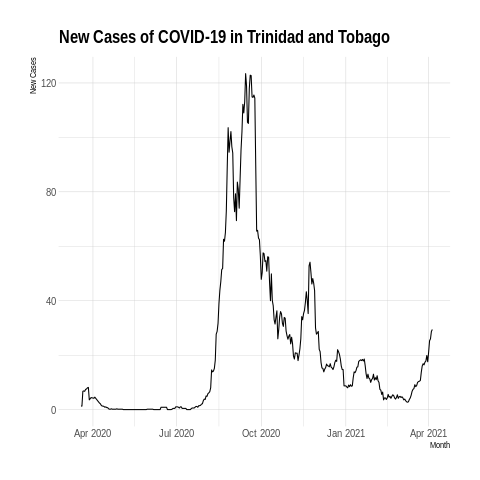 New Cases of COVID-19 in Trinidad and Tobago
New Cases
120
80
40
0
Apr 2020 Jul 2020 Oct 2020 Jan 2021 Apr 2021
Month